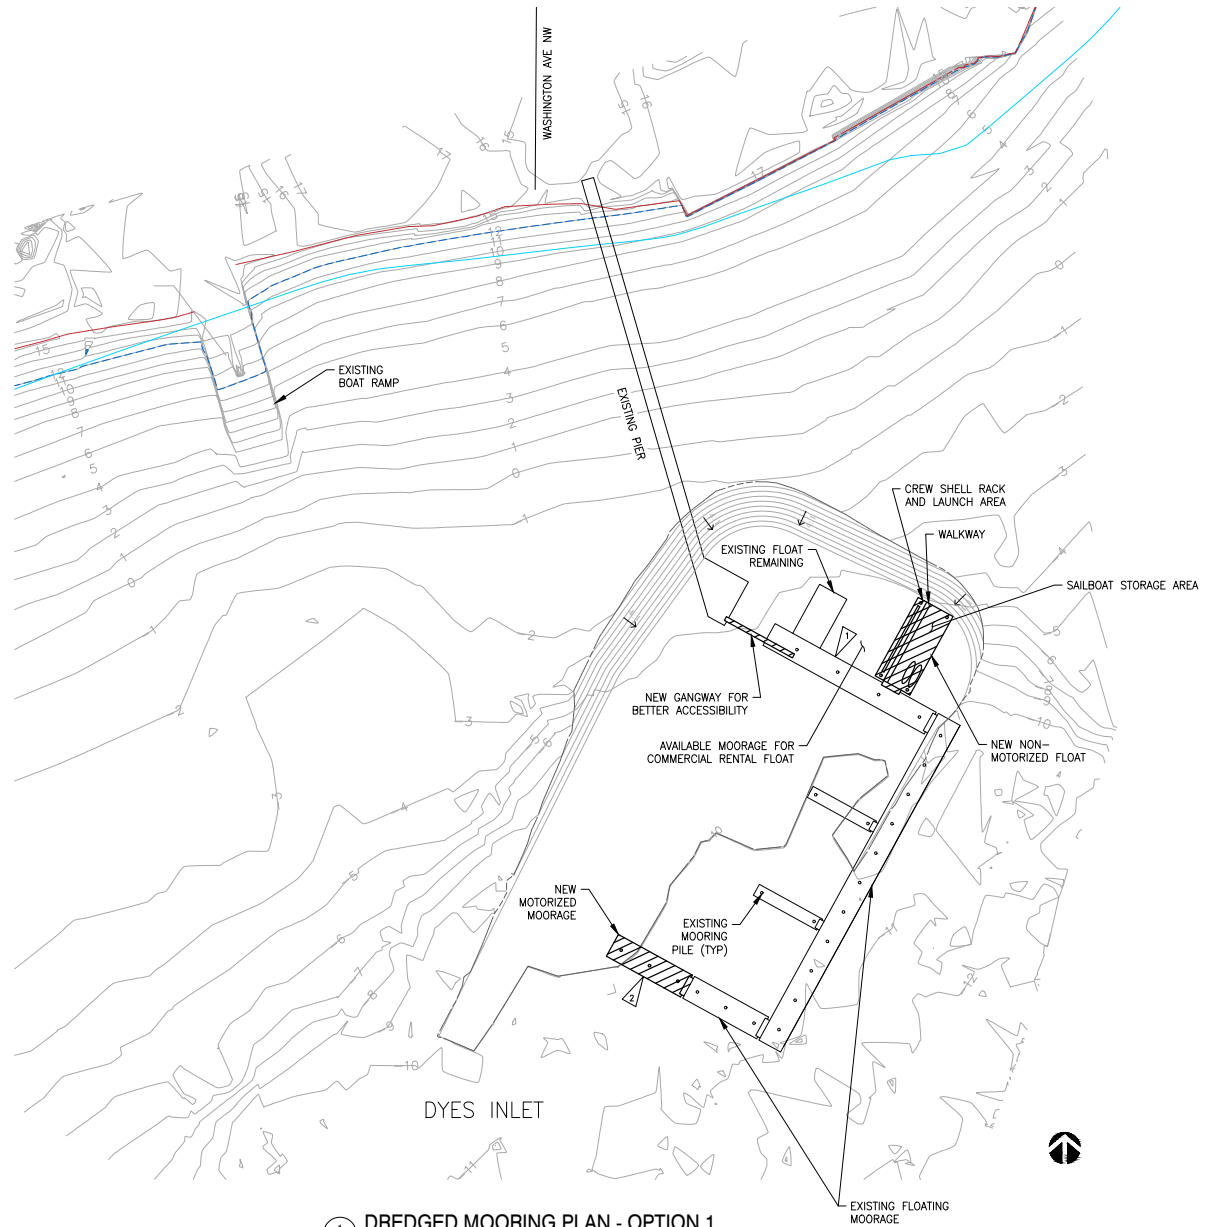 WASHINGTON AVE NW
EXISTING
BOAT RAMP
EXISTING PIER
CREW SHELL RACK
AND LAUNCH AREA
WALKWAY
EXISTING FLOAT
REMAINING
SAILBOAT STORAGE AREA
1
NEW GANGWAY FOR
BETTER ACCESSIBILITY
AVAILABLE MOORAGE FOR
COMMERCIAL RENTAL FLOAT
NEW NON-
MOTORIZED FLOAT
NEW
MOTORIZED
MOORAGE
EXISTING
MOORING
PILE (TYP)
2
DYES INLET
EXISTING FLOATING
MOORAGE
DREDGED MOORING PLAN - OPTION 1